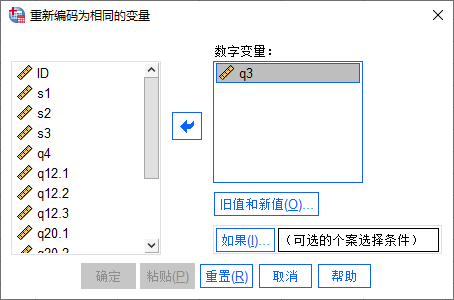 重新编码为相同的变量
数字变量：
ID
s1
s2
s3
q4
q12.1
q12.2
q12.3
q20.1
q20.2
q3
旧值和新值(O)...
如果(I)...
（可选的个案选择条件）
确定
粘贴(P)
重置(R)
取消
帮助